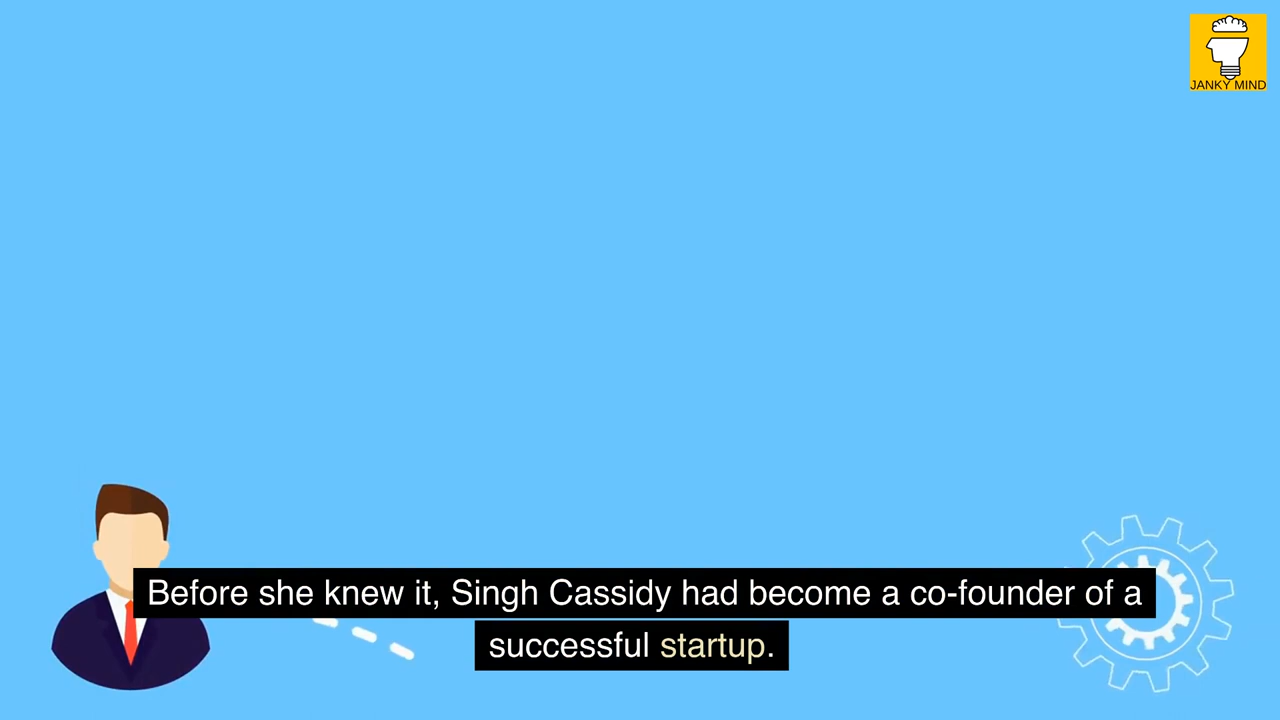 JANKY MIND
Before she knew it, Singh Cassidy had become a co-founder of a
successful startup.